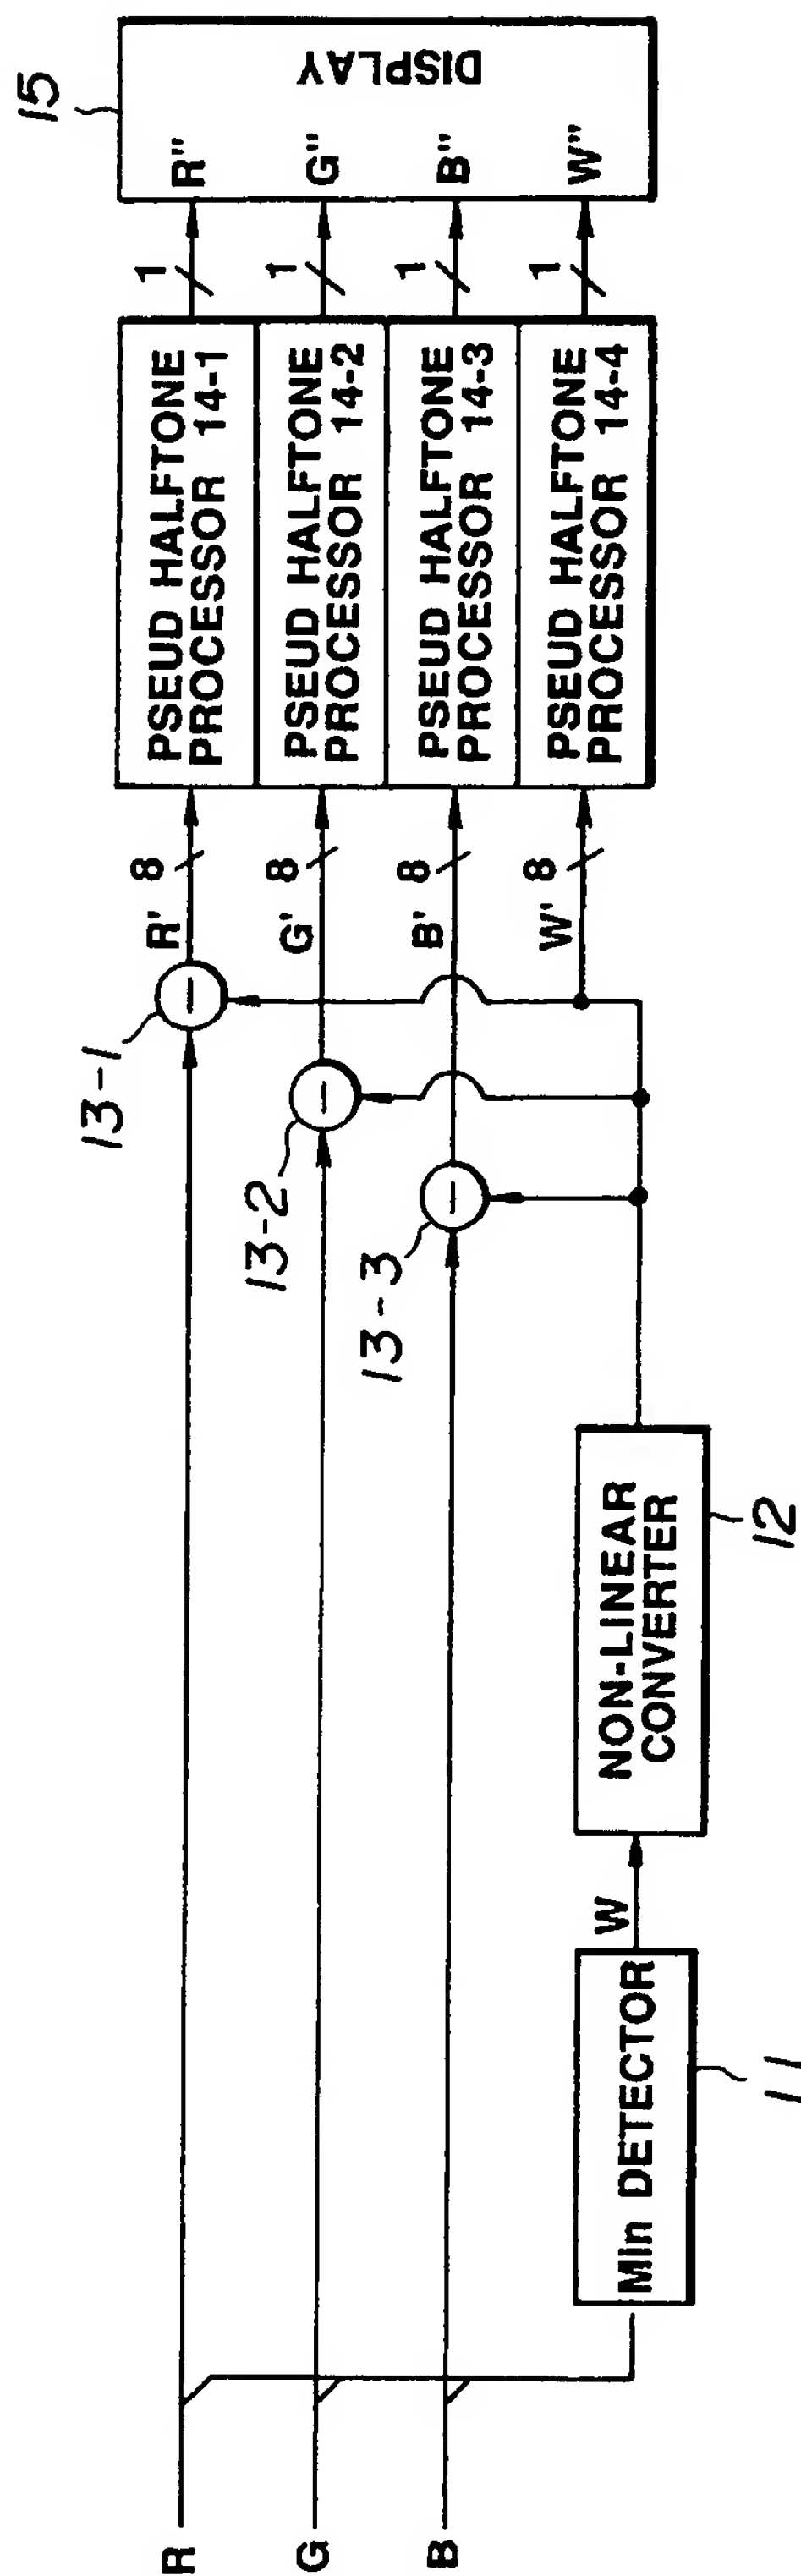 R
G
B
Min DETECTOR
11
W
NON-LINEAR
CONVERTER
12
13-1
13-2
13-3
R'
8
G'
8
B'
8
W'
8
PSEUD HALFTONE
PROCESSOR 14-1
PSEUD HALFTONE
PROCESSOR 14-2
PSEUD HALFTONE
PROCESSOR 14-3
PSEUD HALFTONE
PROCESSOR 14-4
1
1
1
1
R"
G"
B"
W"
DISPLAY
15